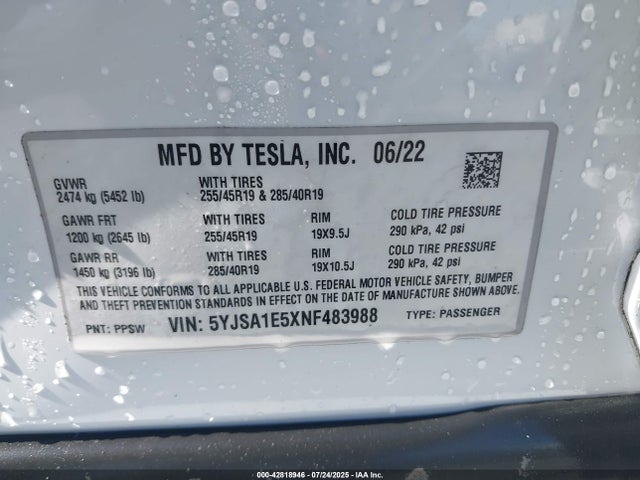 MFD BY TESLA, INC. 06/22
GVWR
2474 kg (5452 lb)
WITH TIRES
255/45R19 & 285/40R19
GAWR FRT
1200 kg (2645 lb)
WITH TIRES
255/45R19
RIM
19X9.5J
COLD TIRE PRESSURE
290 kPa, 42 psi
GAWR RR
1450 kg (3196 lb)
WITH TIRES
285/40R19
RIM
19X10.5J
COLD TIRE PRESSURE
290 kPa, 42 psi
THIS VEHICLE CONFORMS TO ALL APPLICABLE U.S. FEDERAL MOTOR VEHICLE SAFETY, BUMPER
AND THEFT PREVENTION STANDARDS IN EFFECT ON THE DATE OF MANUFACTURE SHOWN ABOVE.
PNT: PPSW VIN: 5YJSA1E5XNF483988 TYPE: PASSENGER
000-42818946 - 07/24/2025 - IAA Inc.